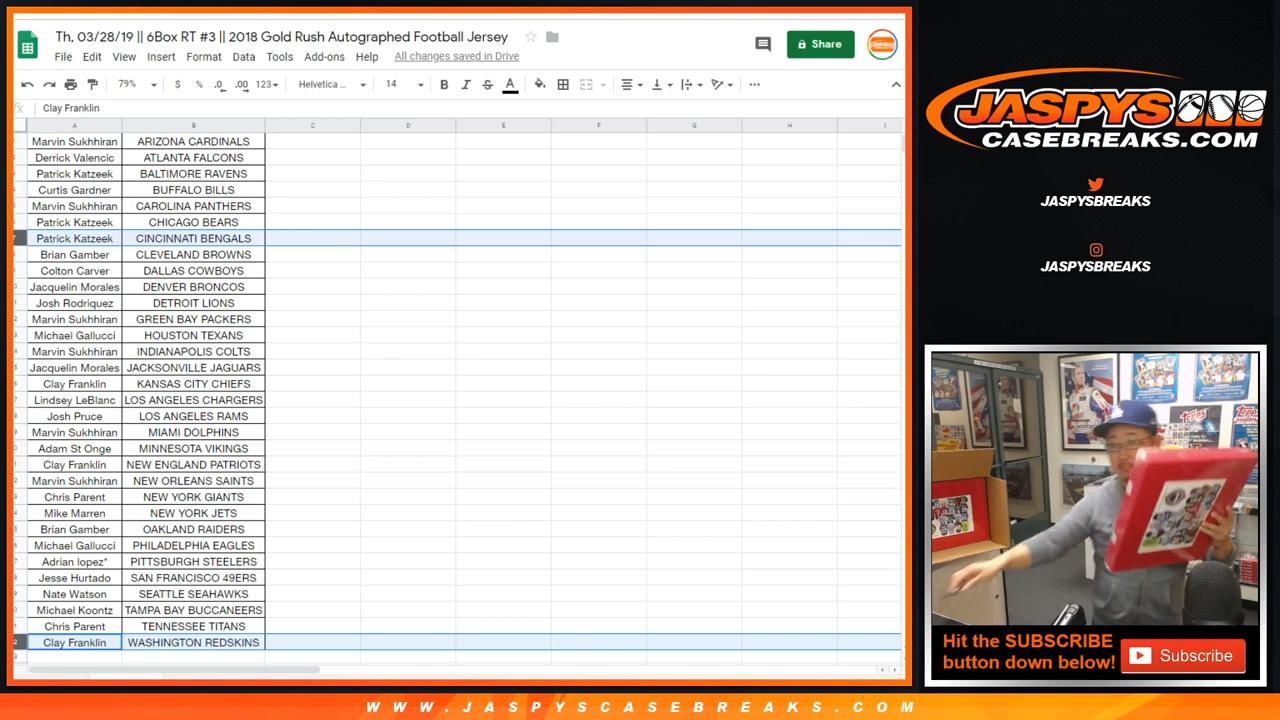 Th, 03/28/19 || 6Box RT #3 || 2018 Gold Rush Autographed Football Jersey
File Edit View Insert Format Data Tools Add-ons Help All changes saved in Drive
Share
79% $ % .0 .00 123 Helvetica ... 14 B I S A
fx Clay Franklin
A B C D E F G H I
Marvin Sukhhiran ARIZONA CARDINALS
Derrick Valencic ATLANTA FALCONS
Patrick Katzeek BALTIMORE RAVENS
Curtis Gardner BUFFALO BILLS
Marvin Sukhhiran CAROLINA PANTHERS
Patrick Katzeek CHICAGO BEARS
Patrick Katzeek CINCINNATI BENGALS
Brian Gamber CLEVELAND BROWNS
Colton Carver DALLAS COWBOYS
Jacquelin Morales DENVER BRONCOS
Josh Rodriquez DETROIT LIONS
Marvin Sukhhiran GREEN BAY PACKERS
Michael Gallucci HOUSTON TEXANS
Marvin Sukhhiran INDIANAPOLIS COLTS
Jacquelin Morales JACKSONVILLE JAGUARS
Clay Franklin KANSAS CITY CHIEFS
Lindsey LeBlanc LOS ANGELES CHARGERS
Josh Pruce LOS ANGELES RAMS
Marvin Sukhhiran MIAMI DOLPHINS
Adam St Onge MINNESOTA VIKINGS
Clay Franklin NEW ENGLAND PATRIOTS
Marvin Sukhhiran NEW ORLEANS SAINTS
Chris Parent NEW YORK GIANTS
Mike Marren NEW YORK JETS
Brian Gamber OAKLAND RAIDERS
Michael Gallucci PHILADELPHIA EAGLES
Adrian lopez* PITTSBURGH STEELERS
Jesse Hurtado SAN FRANCISCO 49ERS
Nate Watson SEATTLE SEAHAWKS
Michael Koontz TAMPA BAY BUCCANEERS
Chris Parent TENNESSEE TITANS
Clay Franklin WASHINGTON REDSKINS
JASPYS
CASEBREAKS.COM
JASPYSBREAKS
JASPYSBREAKS
TOPPS
Hit the SUBSCRIBE
button down below!
Subscribe
WWW.JASPYSCASEBREAKS.COM